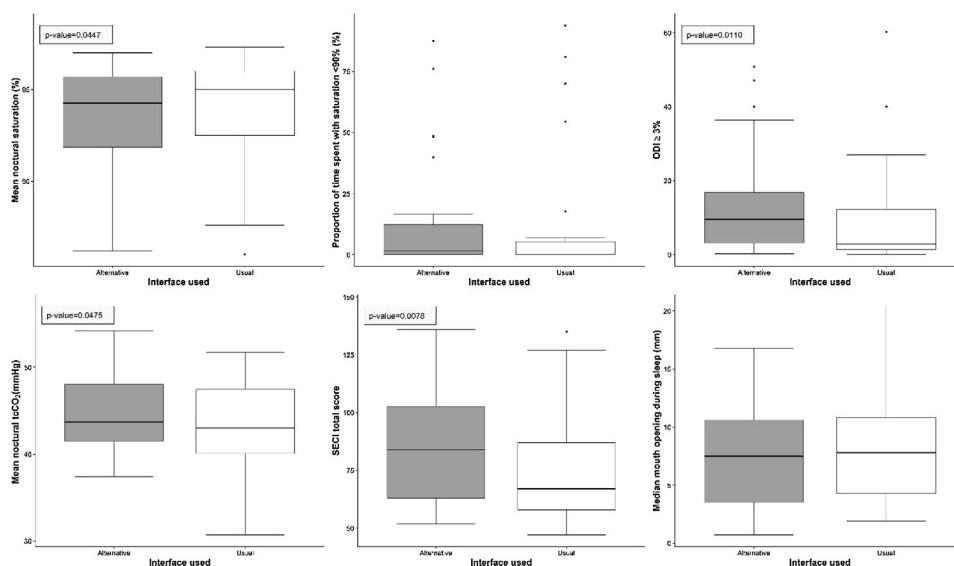 p-value=0.0447
Mean noctural saturation (%)
95
90
Alternative Usual
Interface used
Proportion of time spent with saturation <90% (%)
75
50
25
0
Alternative Usual
Interface used
p-value=0.0110
ODI ≥ 3%
60
40
20
0
Alternative Usual
Interface used
p-value=0.0475
Mean noctural tcCO₂(mmHg)
50
40
30
Alternative Usual
Interface used
p-value=0.0078
SECI total score
150
125
100
75
50
Alternative Usual
Interface used
Median mouth opening during sleep (mm)
20
15
10
5
0
Alternative Usual
Interface used